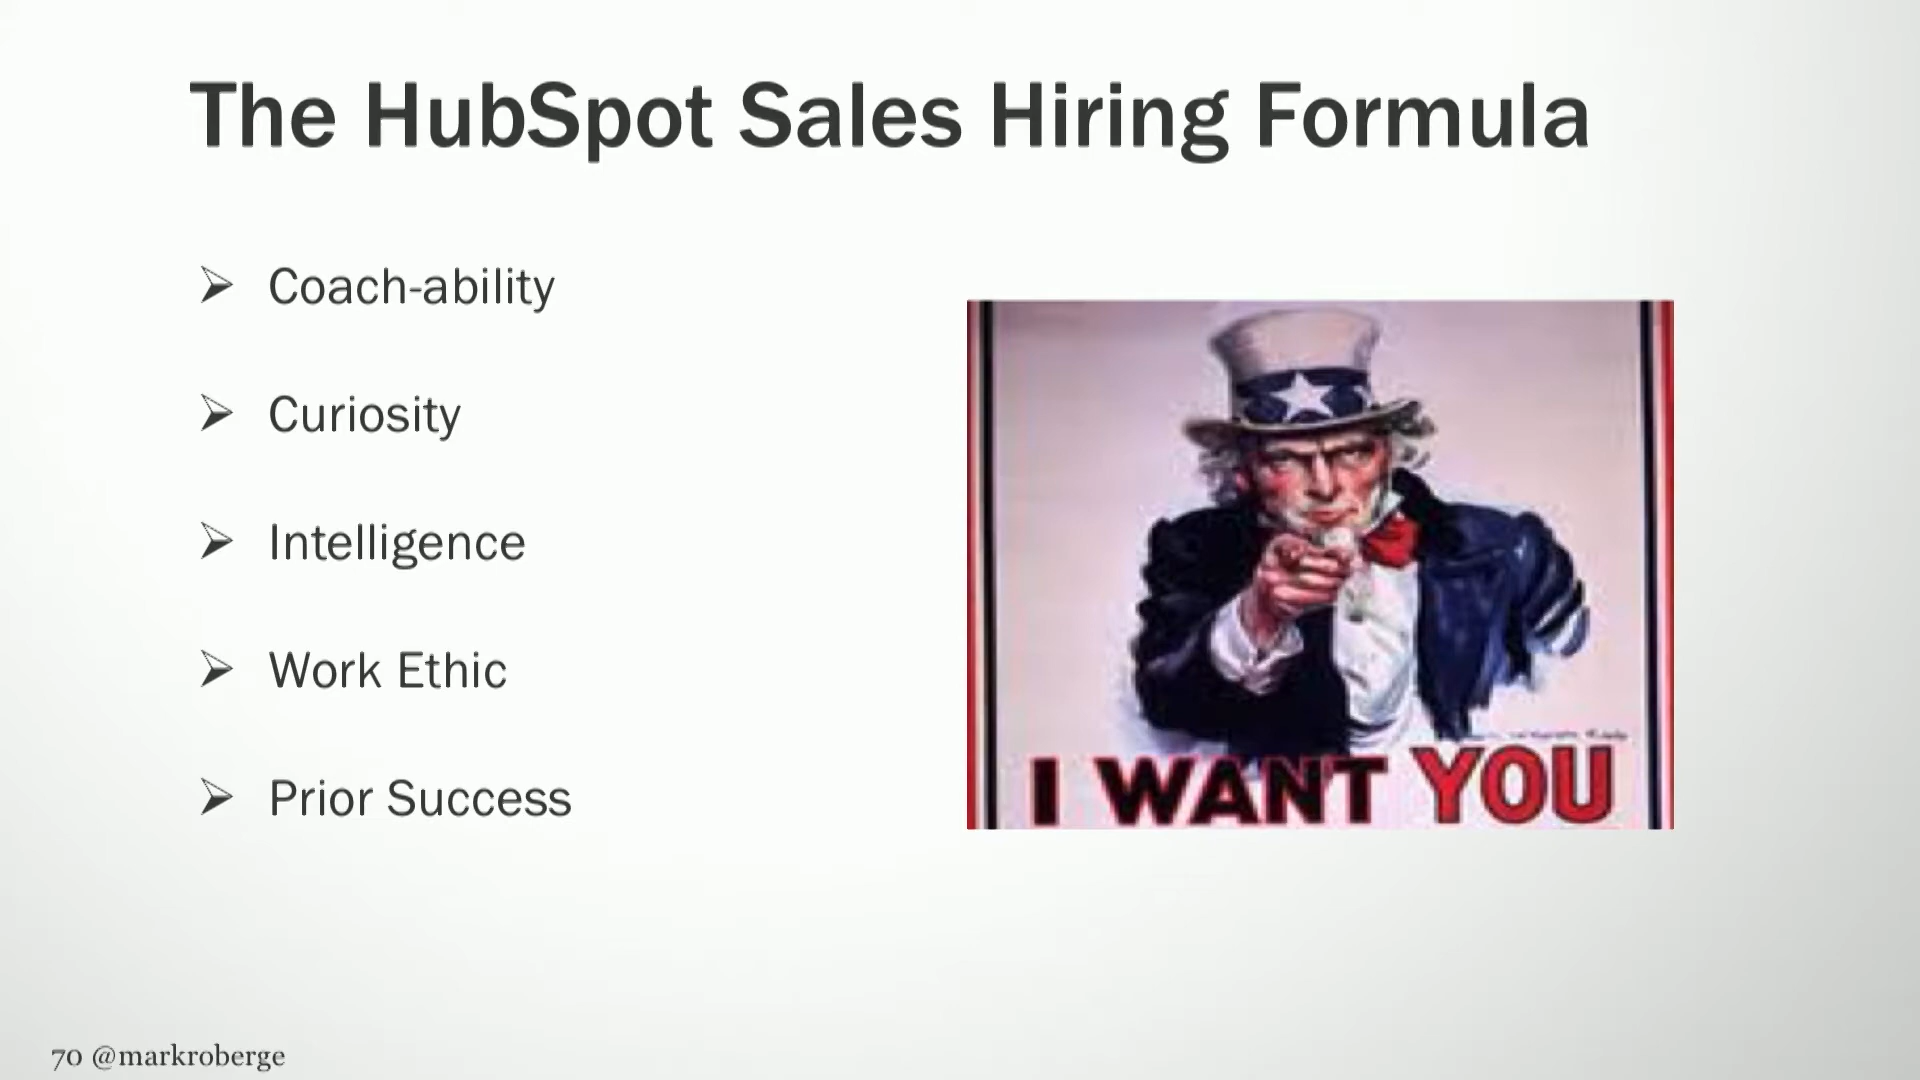 The HubSpot Sales Hiring Formula
Coach-ability
Curiosity
Intelligence
Work Ethic
Prior Success
I WANT YOU
70 @markroberge